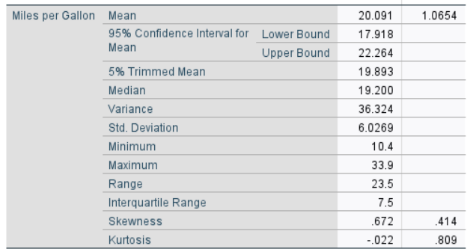 Miles per Gallon Mean 20.091 1.0654
95% Confidence Interval for Mean Lower Bound 17.918
Upper Bound 22.264
5% Trimmed Mean 19.893
Median 19.200
Variance 36.324
Std. Deviation 6.0269
Minimum 10.4
Maximum 33.9
Range 23.5
Interquartile Range 7.5
Skewness .672 .414
Kurtosis -.022 .809